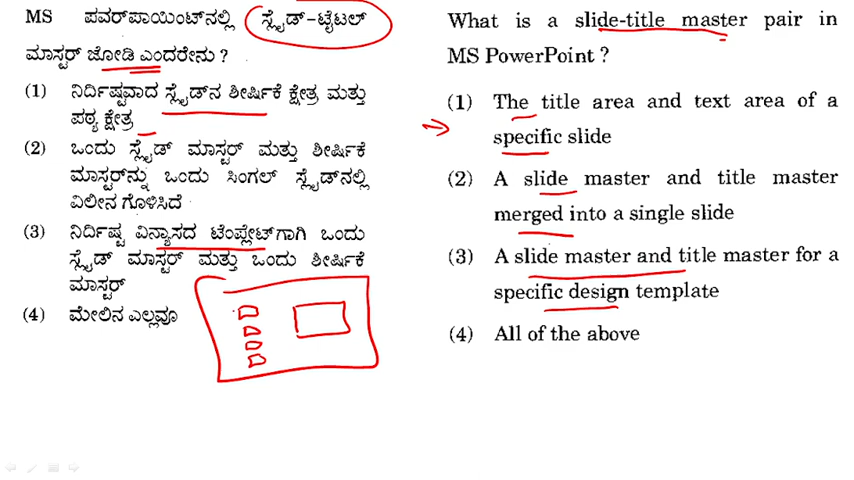 MS ಪವರ್‌ಪಾಯಿಂಟ್‌ನಲ್ಲಿ ಸ್ಲೈಡ್-ಟೈಟಲ್
ಮಾಸ್ಟರ್ ಜೋಡಿ ಎಂದರೇನು ?
(1) ನಿರ್ದಿಷ್ಟವಾದ ಸ್ಲೈಡ್‌ನ ಶೀರ್ಷಿಕೆ ಕ್ಷೇತ್ರ ಮತ್ತು
ಪಠ್ಯ ಕ್ಷೇತ್ರ
(2) ಒಂದು ಸ್ಲೈಡ್ ಮಾಸ್ಟರ್ ಮತ್ತು ಶೀರ್ಷಿಕೆ
ಮಾಸ್ಟರ್‌ನ್ನು ಒಂದು ಸಿಂಗಲ್ ಸ್ಲೈಡ್‌ನಲ್ಲಿ
ವಿಲೀನ ಗೊಳಿಸಿದೆ
(3) ನಿರ್ದಿಷ್ಟ ವಿನ್ಯಾಸದ ಟೆಂಪ್ಲೇಟ್‌ಗಾಗಿ ಒಂದು
ಸ್ಲೈಡ್ ಮಾಸ್ಟರ್ ಮತ್ತು ಒಂದು ಶೀರ್ಷಿಕೆ
ಮಾಸ್ಟರ್
(4) ಮೇಲಿನ ಎಲ್ಲವೂ
What is a slide-title master pair in
MS PowerPoint ?
(1) The title area and text area of a
specific slide
(2) A slide master and title master
merged into a single slide
(3) A slide master and title master for a
specific design template
(4) All of the above